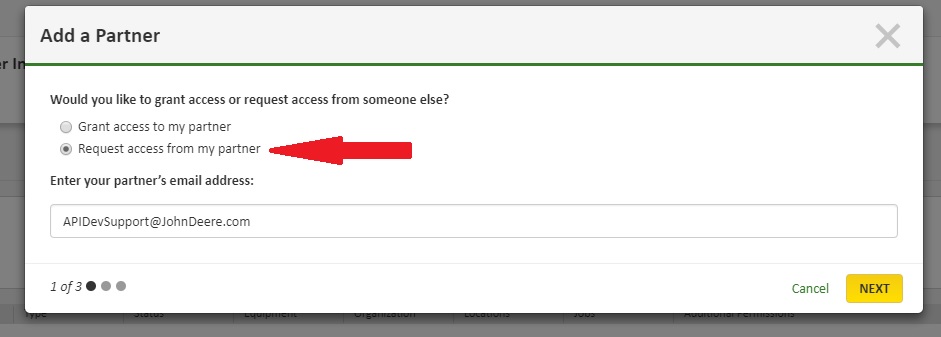 Add a Partner
er In
Would you like to grant access or request access from someone else?
Grant access to my partner
Request access from my partner
Enter your partner's email address:
APIDevSupport@JohnDeere.com
1 of 3
Cancel
NEXT
Type Status Equipment Organization Locations Jobs Additional Permissions